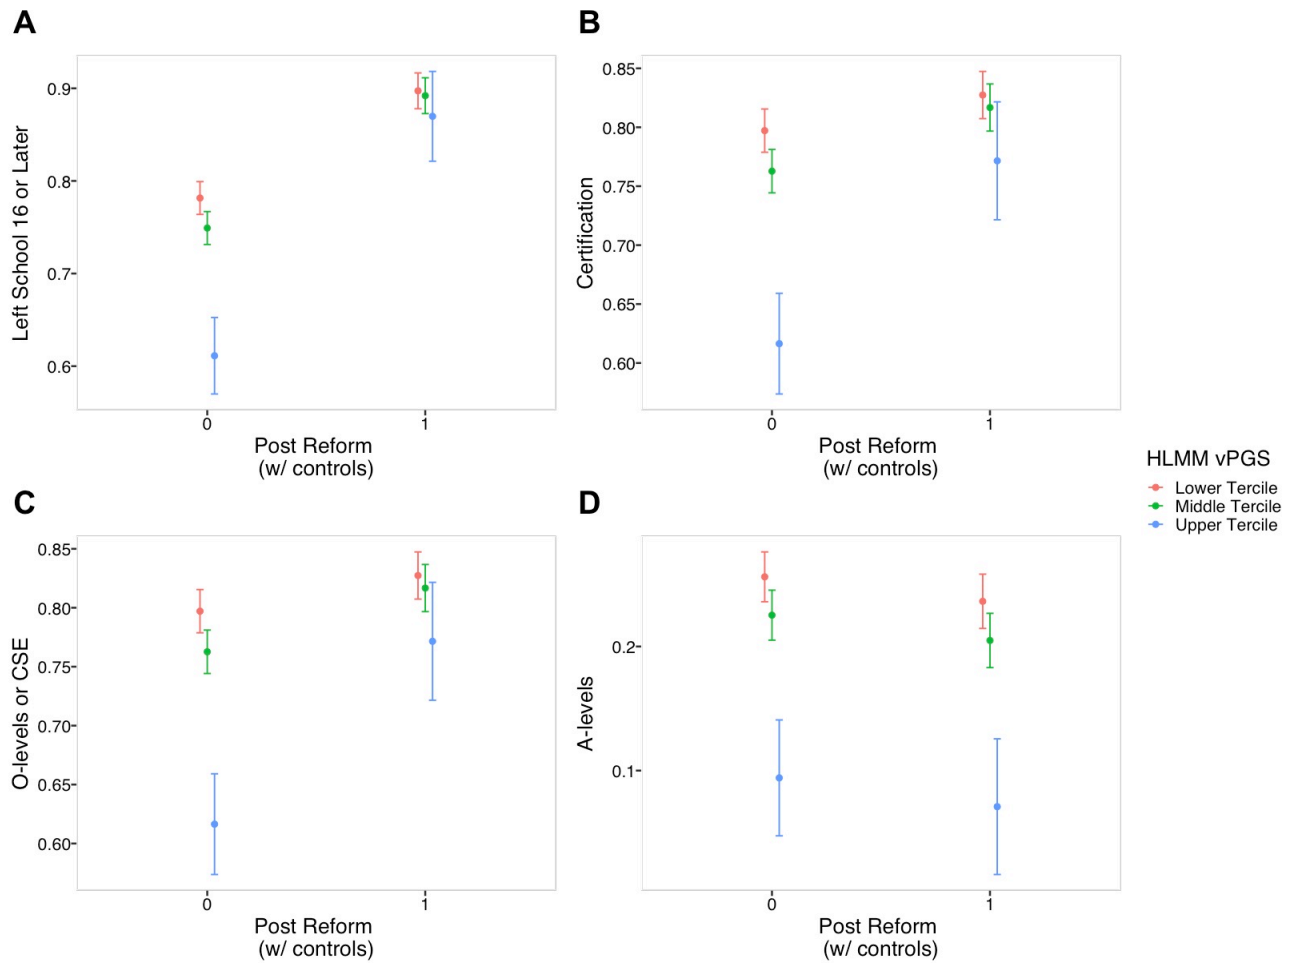 A
Left School 16 or Later
0.9
0.8
0.7
0.6
0
1
Post Reform
(w/ controls)
B
Certification
0.85
0.80
0.75
0.70
0.65
0.60
0
1
Post Reform
(w/ controls)
C
O-levels or CSE
0.85
0.80
0.75
0.70
0.65
0.60
0
1
Post Reform
(w/ controls)
D
A-levels
0.2
0.1
0
1
Post Reform
(w/ controls)
HLMM vPGS
Lower Tercile
Middle Tercile
Upper Tercile